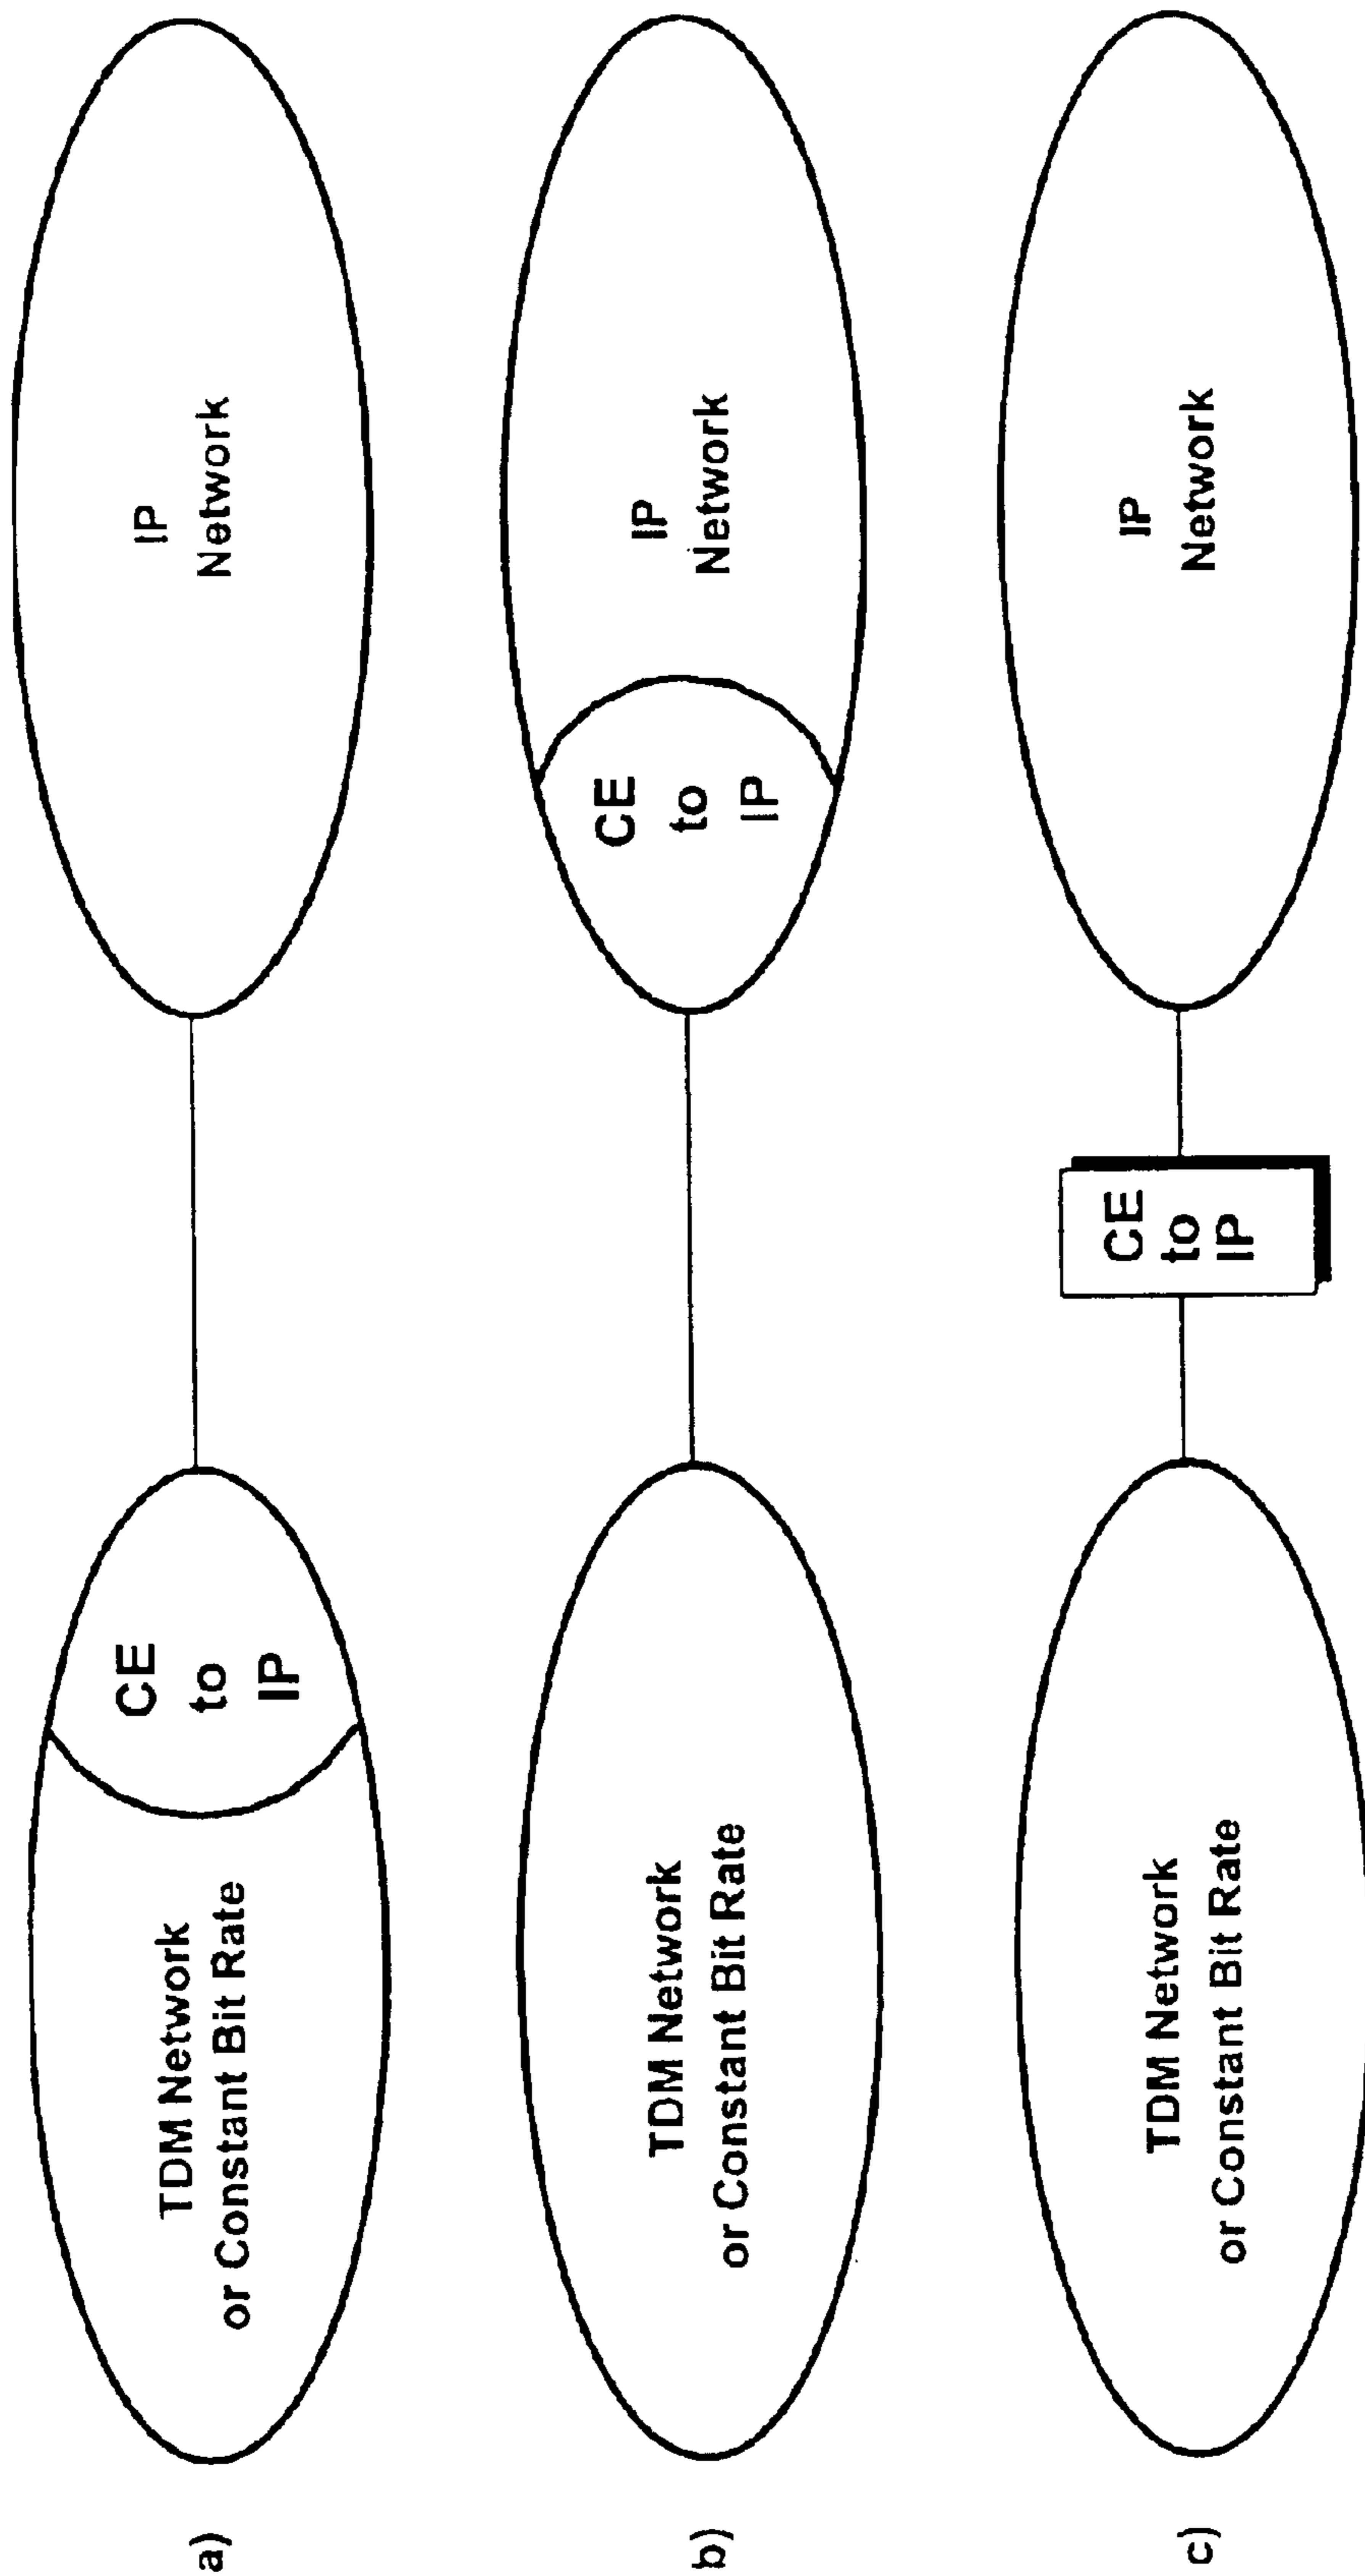 a)
TDM Network
or Constant Bit Rate
CE
to
IP
IP
Network
b)
TDM Network
or Constant Bit Rate
CE
to
IP
IP
Network
c)
TDM Network
or Constant Bit Rate
CE
to
IP
IP
Network